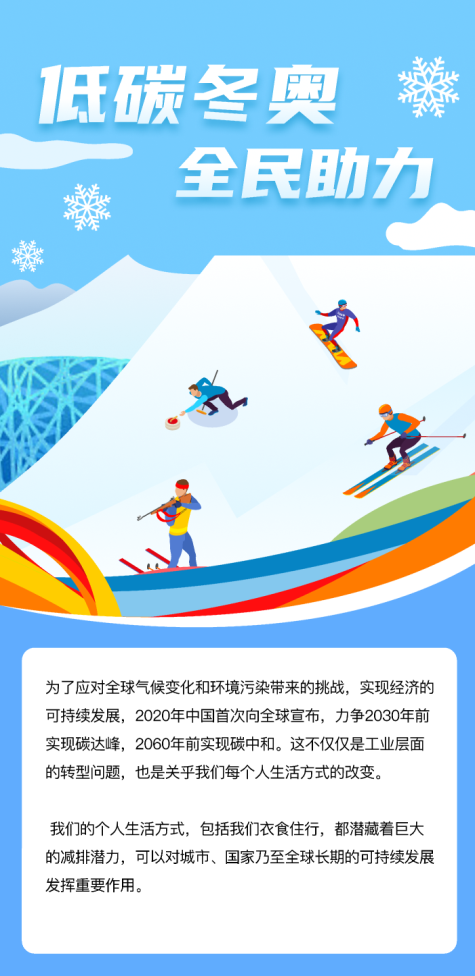 低碳冬奥
全民助力
为了应对全球气候变化和环境污染带来的挑战，实现经济的
可持续发展，2020年中国首次向全球宣布，力争2030年前
实现碳达峰，2060年前实现碳中和。这不仅仅是工业层面
的转型问题，也是关乎我们每个人生活方式的改变。
我们的个人生活方式，包括我们衣食住行，都潜藏着巨大
的减排潜力，可以对城市、国家乃至全球长期的可持续发展
发挥重要作用。